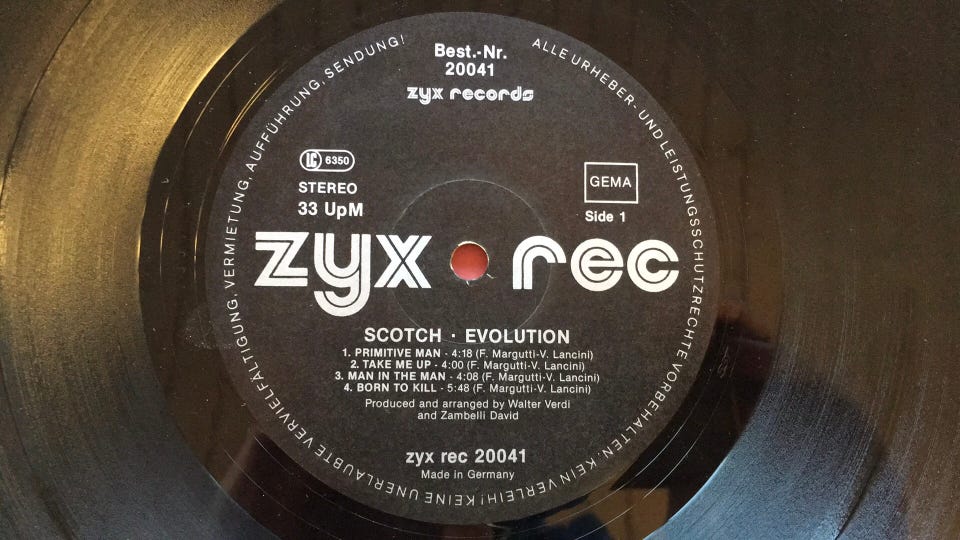 ALLE URHEBER- UND LEISTUNGSSCHUTZRECHTE VORBEHALTEN: KEIN VERLEIH! KEINE UNERLAUBTE VERVIELFÄLTIGUNG, VERMIETUNG, AUFFÜHRUNG, SENDUNG!
Best.-Nr.
20041
zyx records
LC 6350
STEREO
33 UpM
GEMA
Side 1
zyx rec
SCOTCH · EVOLUTION
1. PRIMITIVE MAN - 4:18 (F. Margutti-V. Lancini)
2. TAKE ME UP - 4:00 (F. Margutti-V. Lancini)
3. MAN IN THE MAN - 4:08 (F. Margutti-V. Lancini)
4. BORN TO KILL - 5:48 (F. Margutti-V. Lancini)
Produced and arranged by Walter Verdi
and Zambelli David
zyx rec 20041
Made in Germany